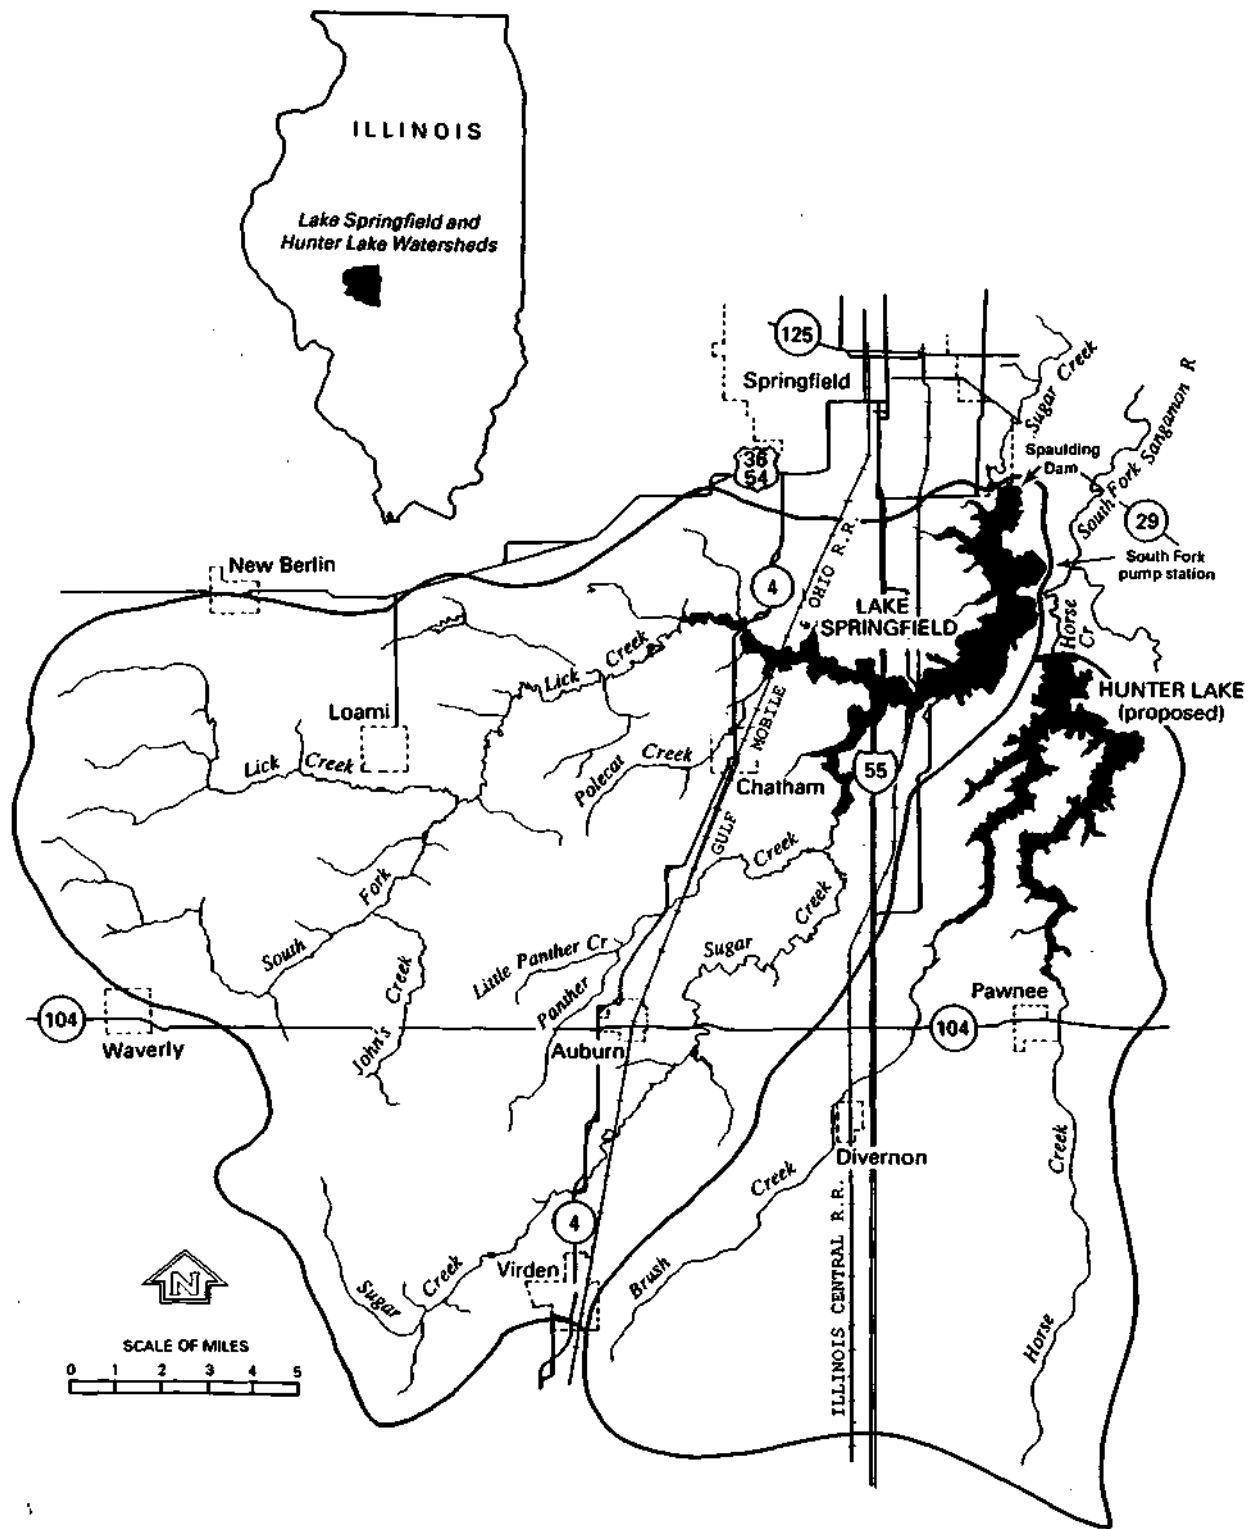 ILLINOIS
Lake Springfield and
Hunter Lake Watersheds
125
Springfield
Sugar Creek
South Fork Sangamon R
36
54
Spaulding
Dam
29
South Fork
pump station
New Berlin
4
LAKE
SPRINGFIELD
Horse
Cr
HUNTER LAKE
(proposed)
Lick Creek
Loami
Lick Creek
Polecat Creek
GULF MOBILE & OHIO R.R.
Chatham
55
Creek
South Fork
John's Creek
Little Panther Cr
Panther
Sugar Creek
Pawnee
104
Waverly
Auburn
104
Divernon
Creek
Horse
Brush Creek
ILLINOIS CENTRAL R.R.
4
Virden
Sugar Creek
N
SCALE OF MILES
0 1 2 3 4 5